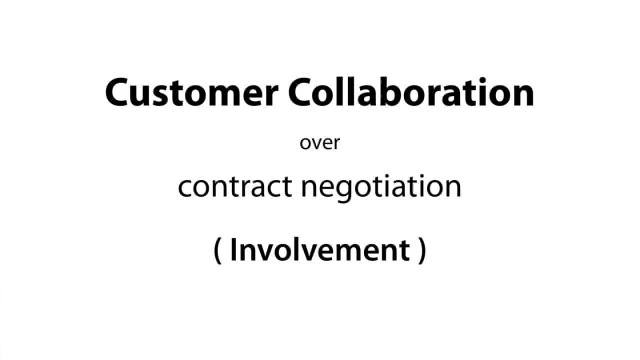 Customer Collaboration
over
contract negotiation
( Involvement )